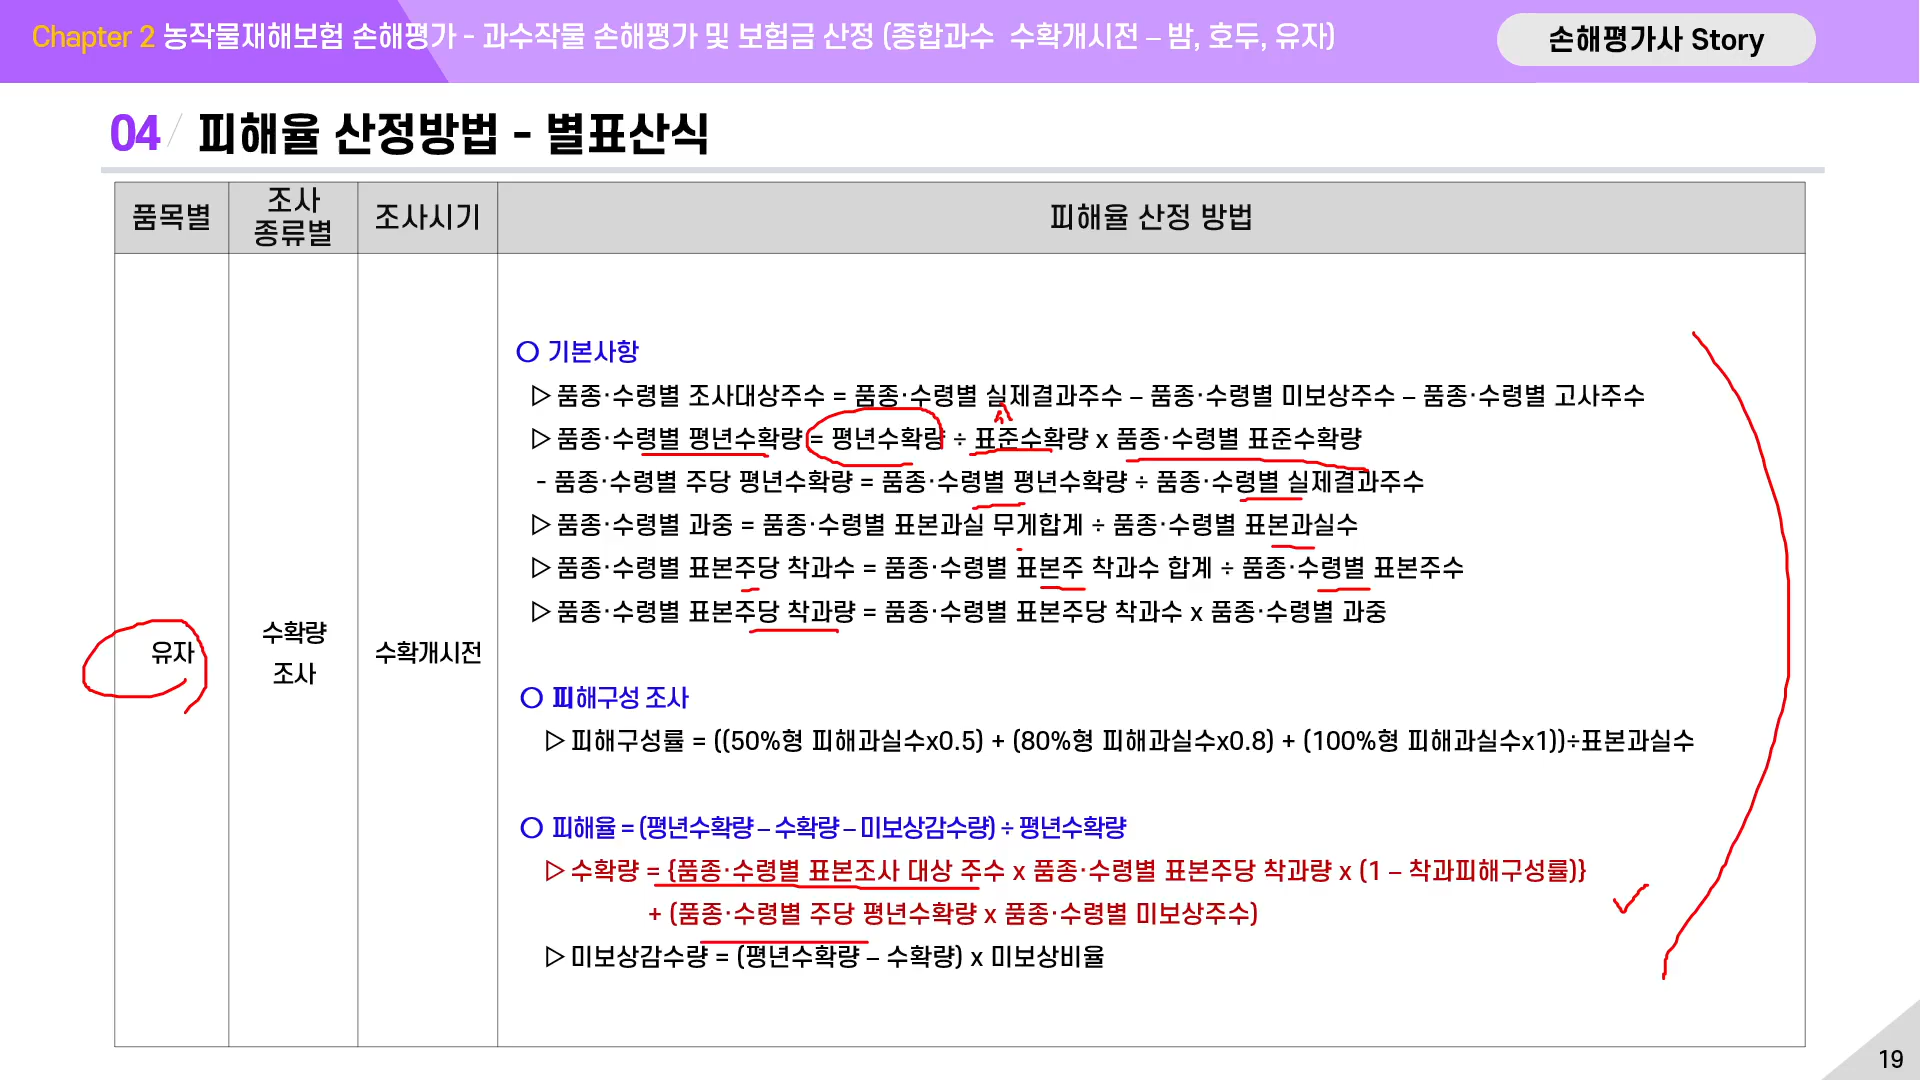 Chapter 2 농작물재해보험 손해평가 - 과수작물 손해평가 및 보험금 산정 (종합과수 수확개시전 – 밤, 호두, 유자)
손해평가사 Story
04 / 피해율 산정방법 - 별표산식
품목별
조사
종류별
조사시기
피해율 산정 방법
유자
수확량
조사
수확개시전
○ 기본사항
▷ 품종·수령별 조사대상주수 = 품종·수령별 실제결과주수 – 품종·수령별 미보상주수 – 품종·수령별 고사주수
▷ 품종·수령별 평년수확량 = 평년수확량 ÷ 표준수확량 x 품종·수령별 표준수확량
- 품종·수령별 주당 평년수확량 = 품종·수령별 평년수확량 ÷ 품종·수령별 실제결과주수
▷ 품종·수령별 과중 = 품종·수령별 표본과실 무게합계 ÷ 품종·수령별 표본과실수
▷ 품종·수령별 표본주당 착과수 = 품종·수령별 표본주 착과수 합계 ÷ 품종·수령별 표본주수
▷ 품종·수령별 표본주당 착과량 = 품종·수령별 표본주당 착과수 x 품종·수령별 과중
○ 피해구성 조사
▷ 피해구성률 = ((50%형 피해과실수x0.5) + (80%형 피해과실수x0.8) + (100%형 피해과실수x1))÷표본과실수
○ 피해율 = (평년수확량 – 수확량 – 미보상감수량) ÷ 평년수확량
▷ 수확량 = {품종·수령별 표본조사 대상 주수 x 품종·수령별 표본주당 착과량 x (1 – 착과피해구성률)}
+ (품종·수령별 주당 평년수확량 x 품종·수령별 미보상주수)
▷ 미보상감수량 = (평년수확량 – 수확량) x 미보상비율
19